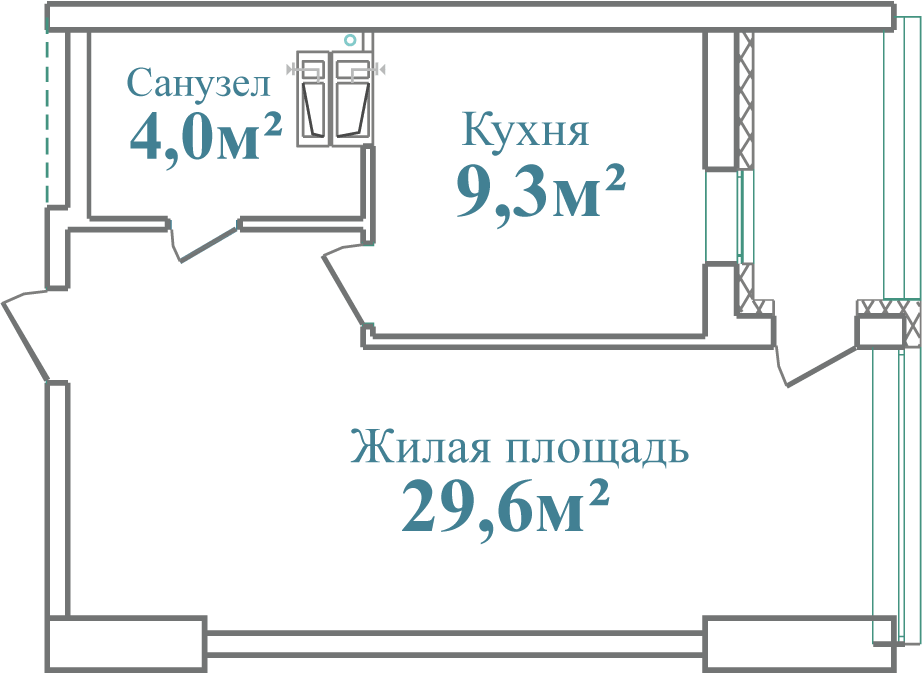 Санузел
4,0м²
Кухня
9,3м²
Жилая площадь
29,6м²